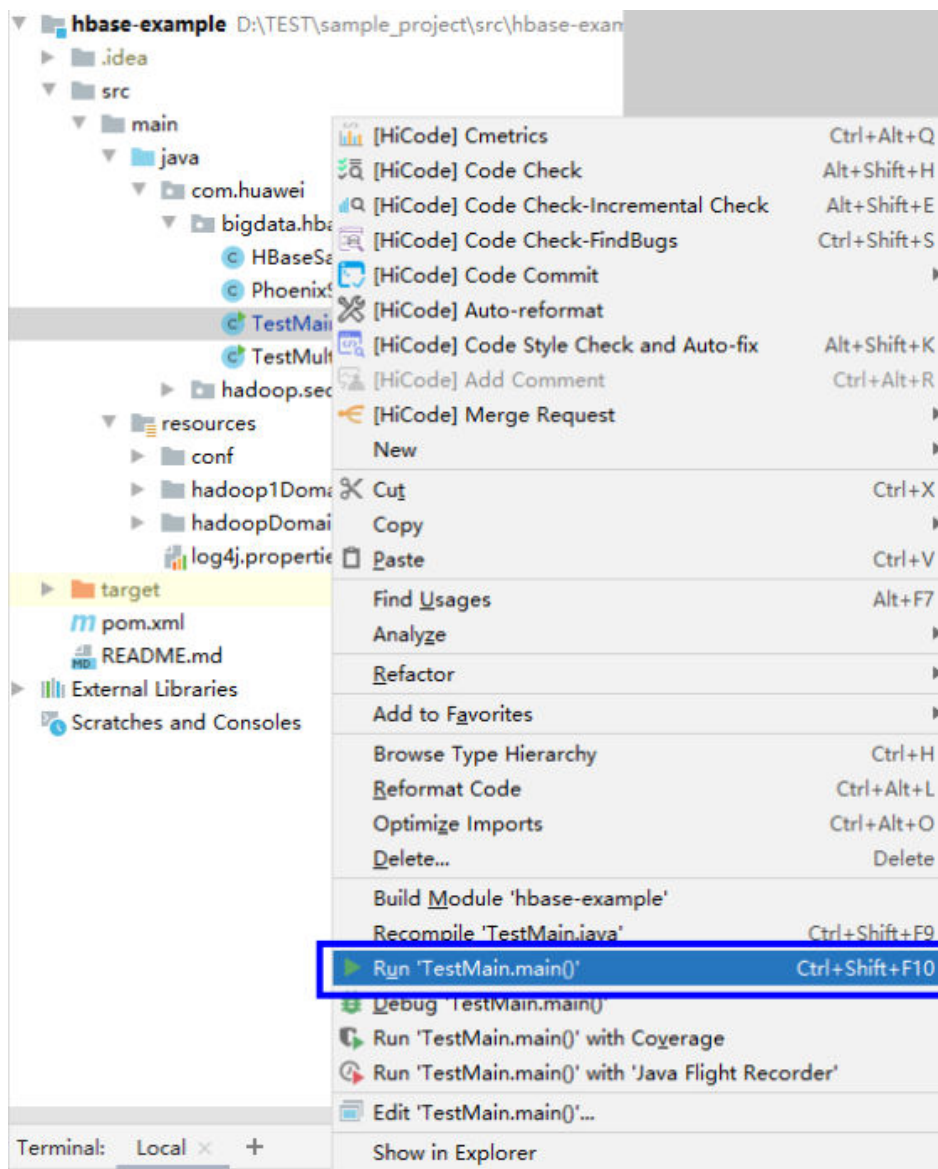 hbase-example D:\TEST\sample_project\src\hbase-exam
.idea
src
main
java
com.huawei
bigdata.hba
HBaseSa
PhoenixS
TestMain
TestMult
hadoop.sec
resources
conf
hadoop1Doma
hadoopDomai
log4j.propertie
target
pom.xml
README.md
External Libraries
Scratches and Consoles
[HiCode] Cmetrics Ctrl+Alt+Q
[HiCode] Code Check Alt+Shift+H
[HiCode] Code Check-Incremental Check Alt+Shift+E
[HiCode] Code Check-FindBugs Ctrl+Shift+S
[HiCode] Code Commit
[HiCode] Auto-reformat
[HiCode] Code Style Check and Auto-fix Alt+Shift+K
[HiCode] Add Comment Ctrl+Alt+R
[HiCode] Merge Request
New
Cut Ctrl+X
Copy
Paste Ctrl+V
Find Usages Alt+F7
Analyze
Refactor
Add to Favorites
Browse Type Hierarchy Ctrl+H
Reformat Code Ctrl+Alt+L
Optimize Imports Ctrl+Alt+O
Delete... Delete
Build Module 'hbase-example'
Recompile 'TestMain.java' Ctrl+Shift+F9
Run 'TestMain.main()' Ctrl+Shift+F10
Debug 'TestMain.main()'
Run 'TestMain.main()' with Coverage
Run 'TestMain.main()' with 'Java Flight Recorder'
Edit 'TestMain.main()'...
Show in Explorer
Terminal: Local × +